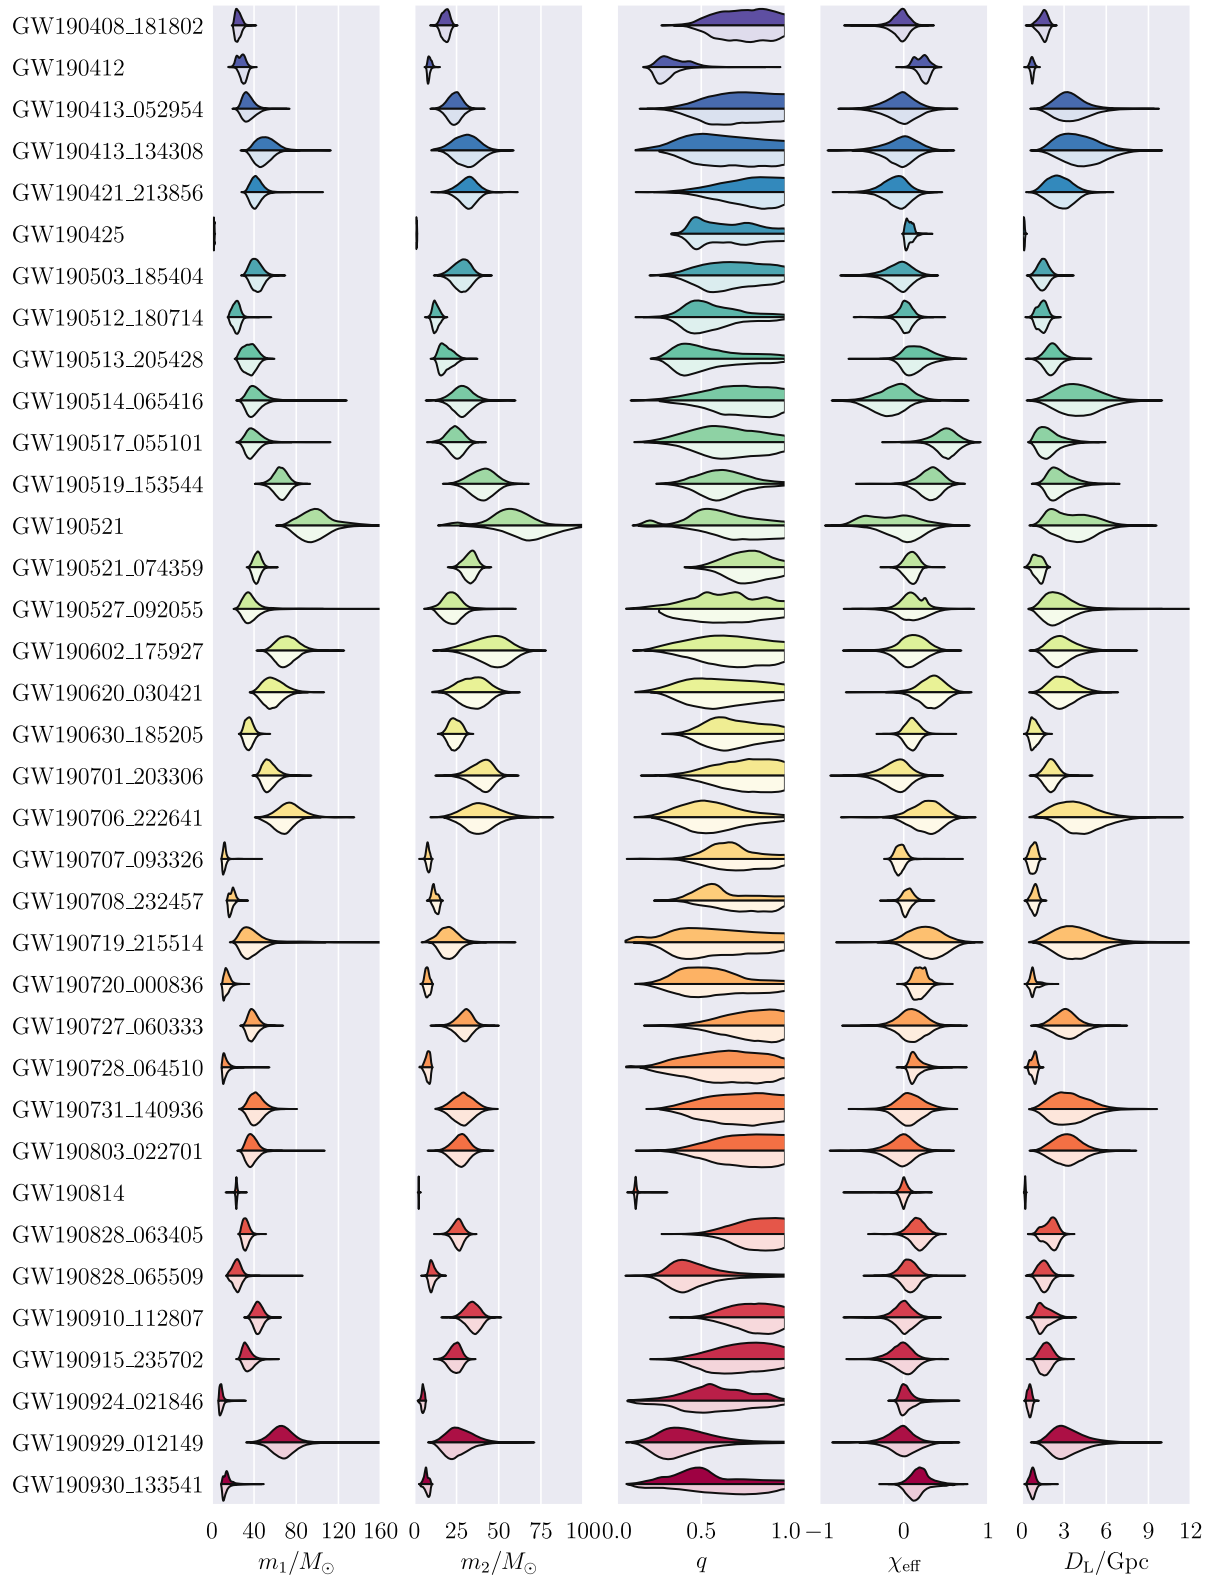 GW190408_181802
GW190412
GW190413_052954
GW190413_134308
GW190421_213856
GW190425
GW190503_185404
GW190512_180714
GW190513_205428
GW190514_065416
GW190517_055101
GW190519_153544
GW190521
GW190521_074359
GW190527_092055
GW190602_175927
GW190620_030421
GW190630_185205
GW190701_203306
GW190706_222641
GW190707_093326
GW190708_232457
GW190719_215514
GW190720_000836
GW190727_060333
GW190728_064510
GW190731_140936
GW190803_022701
GW190814
GW190828_063405
GW190828_065509
GW190910_112807
GW190915_235702
GW190924_021846
GW190929_012149
GW190930_133541
0 40 80 120 160 0 25 50 75 100 0.0 0.5 1.0 −1 0 1 0 3 6 9 12
m₁/M⊙ m₂/M⊙ q χeff D_L/Gpc